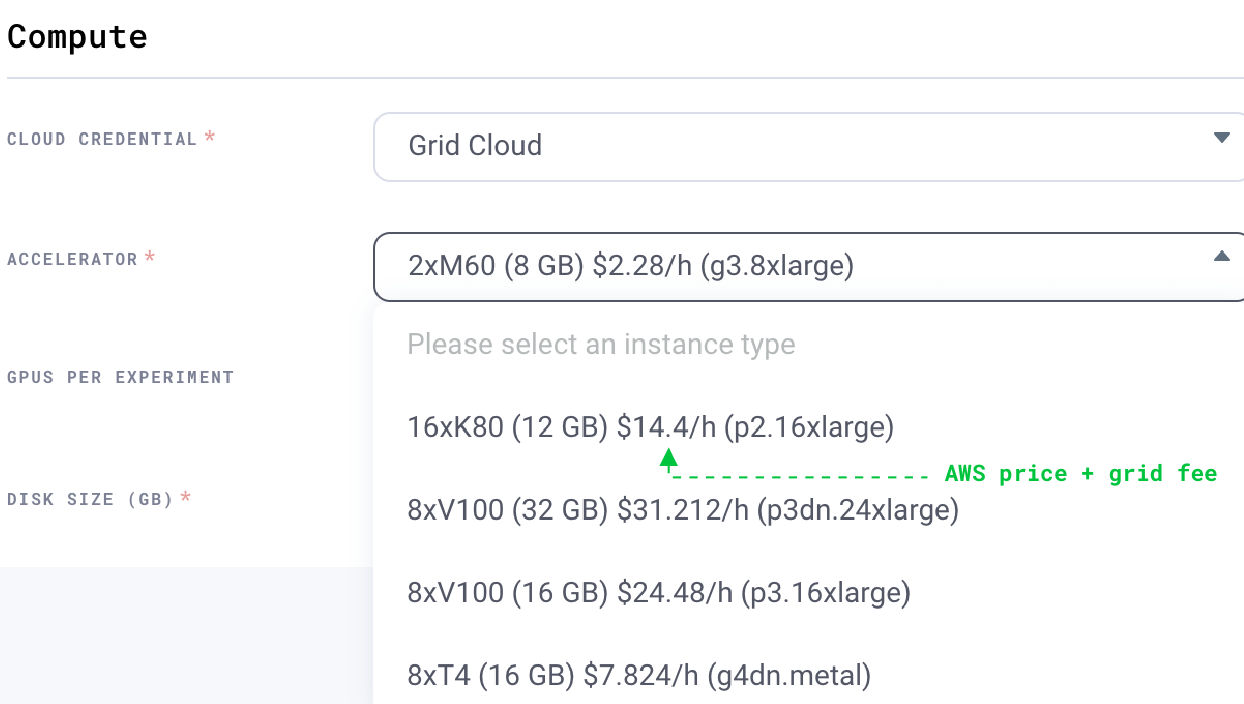 Compute
CLOUD CREDENTIAL *
Grid Cloud
ACCELERATOR *
2xM60 (8 GB) $2.28/h (g3.8xlarge)
Please select an instance type
GPUS PER EXPERIMENT
16xK80 (12 GB) $14.4/h (p2.16xlarge)
AWS price + grid fee
DISK SIZE (GB) *
8xV100 (32 GB) $31.212/h (p3dn.24xlarge)
8xV100 (16 GB) $24.48/h (p3.16xlarge)
8xT4 (16 GB) $7.824/h (g4dn.metal)